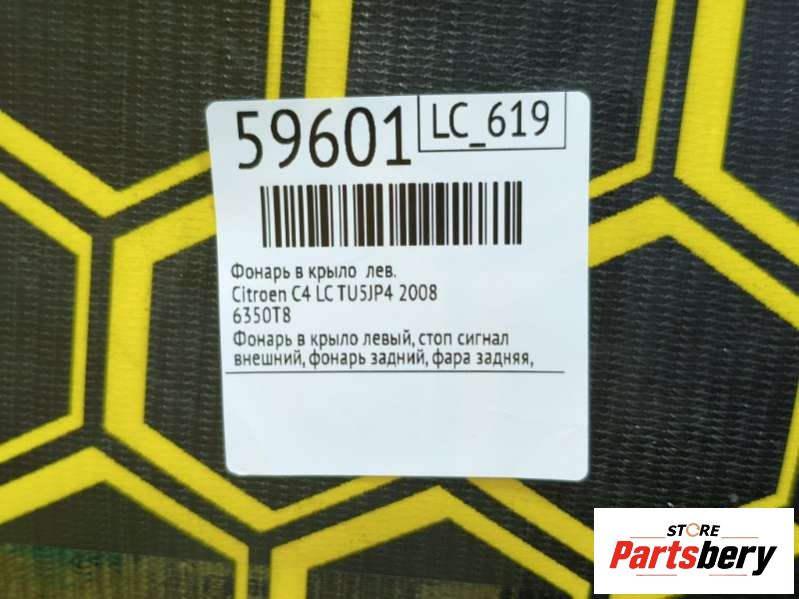 59601
LC_619
Фонарь в крыло лев.
Citroen C4 LC TU5JP4 2008
6350T8
Фонарь в крыло левый, стоп сигнал
внешний, фонарь задний, фара задняя,
STORE
Partsbery